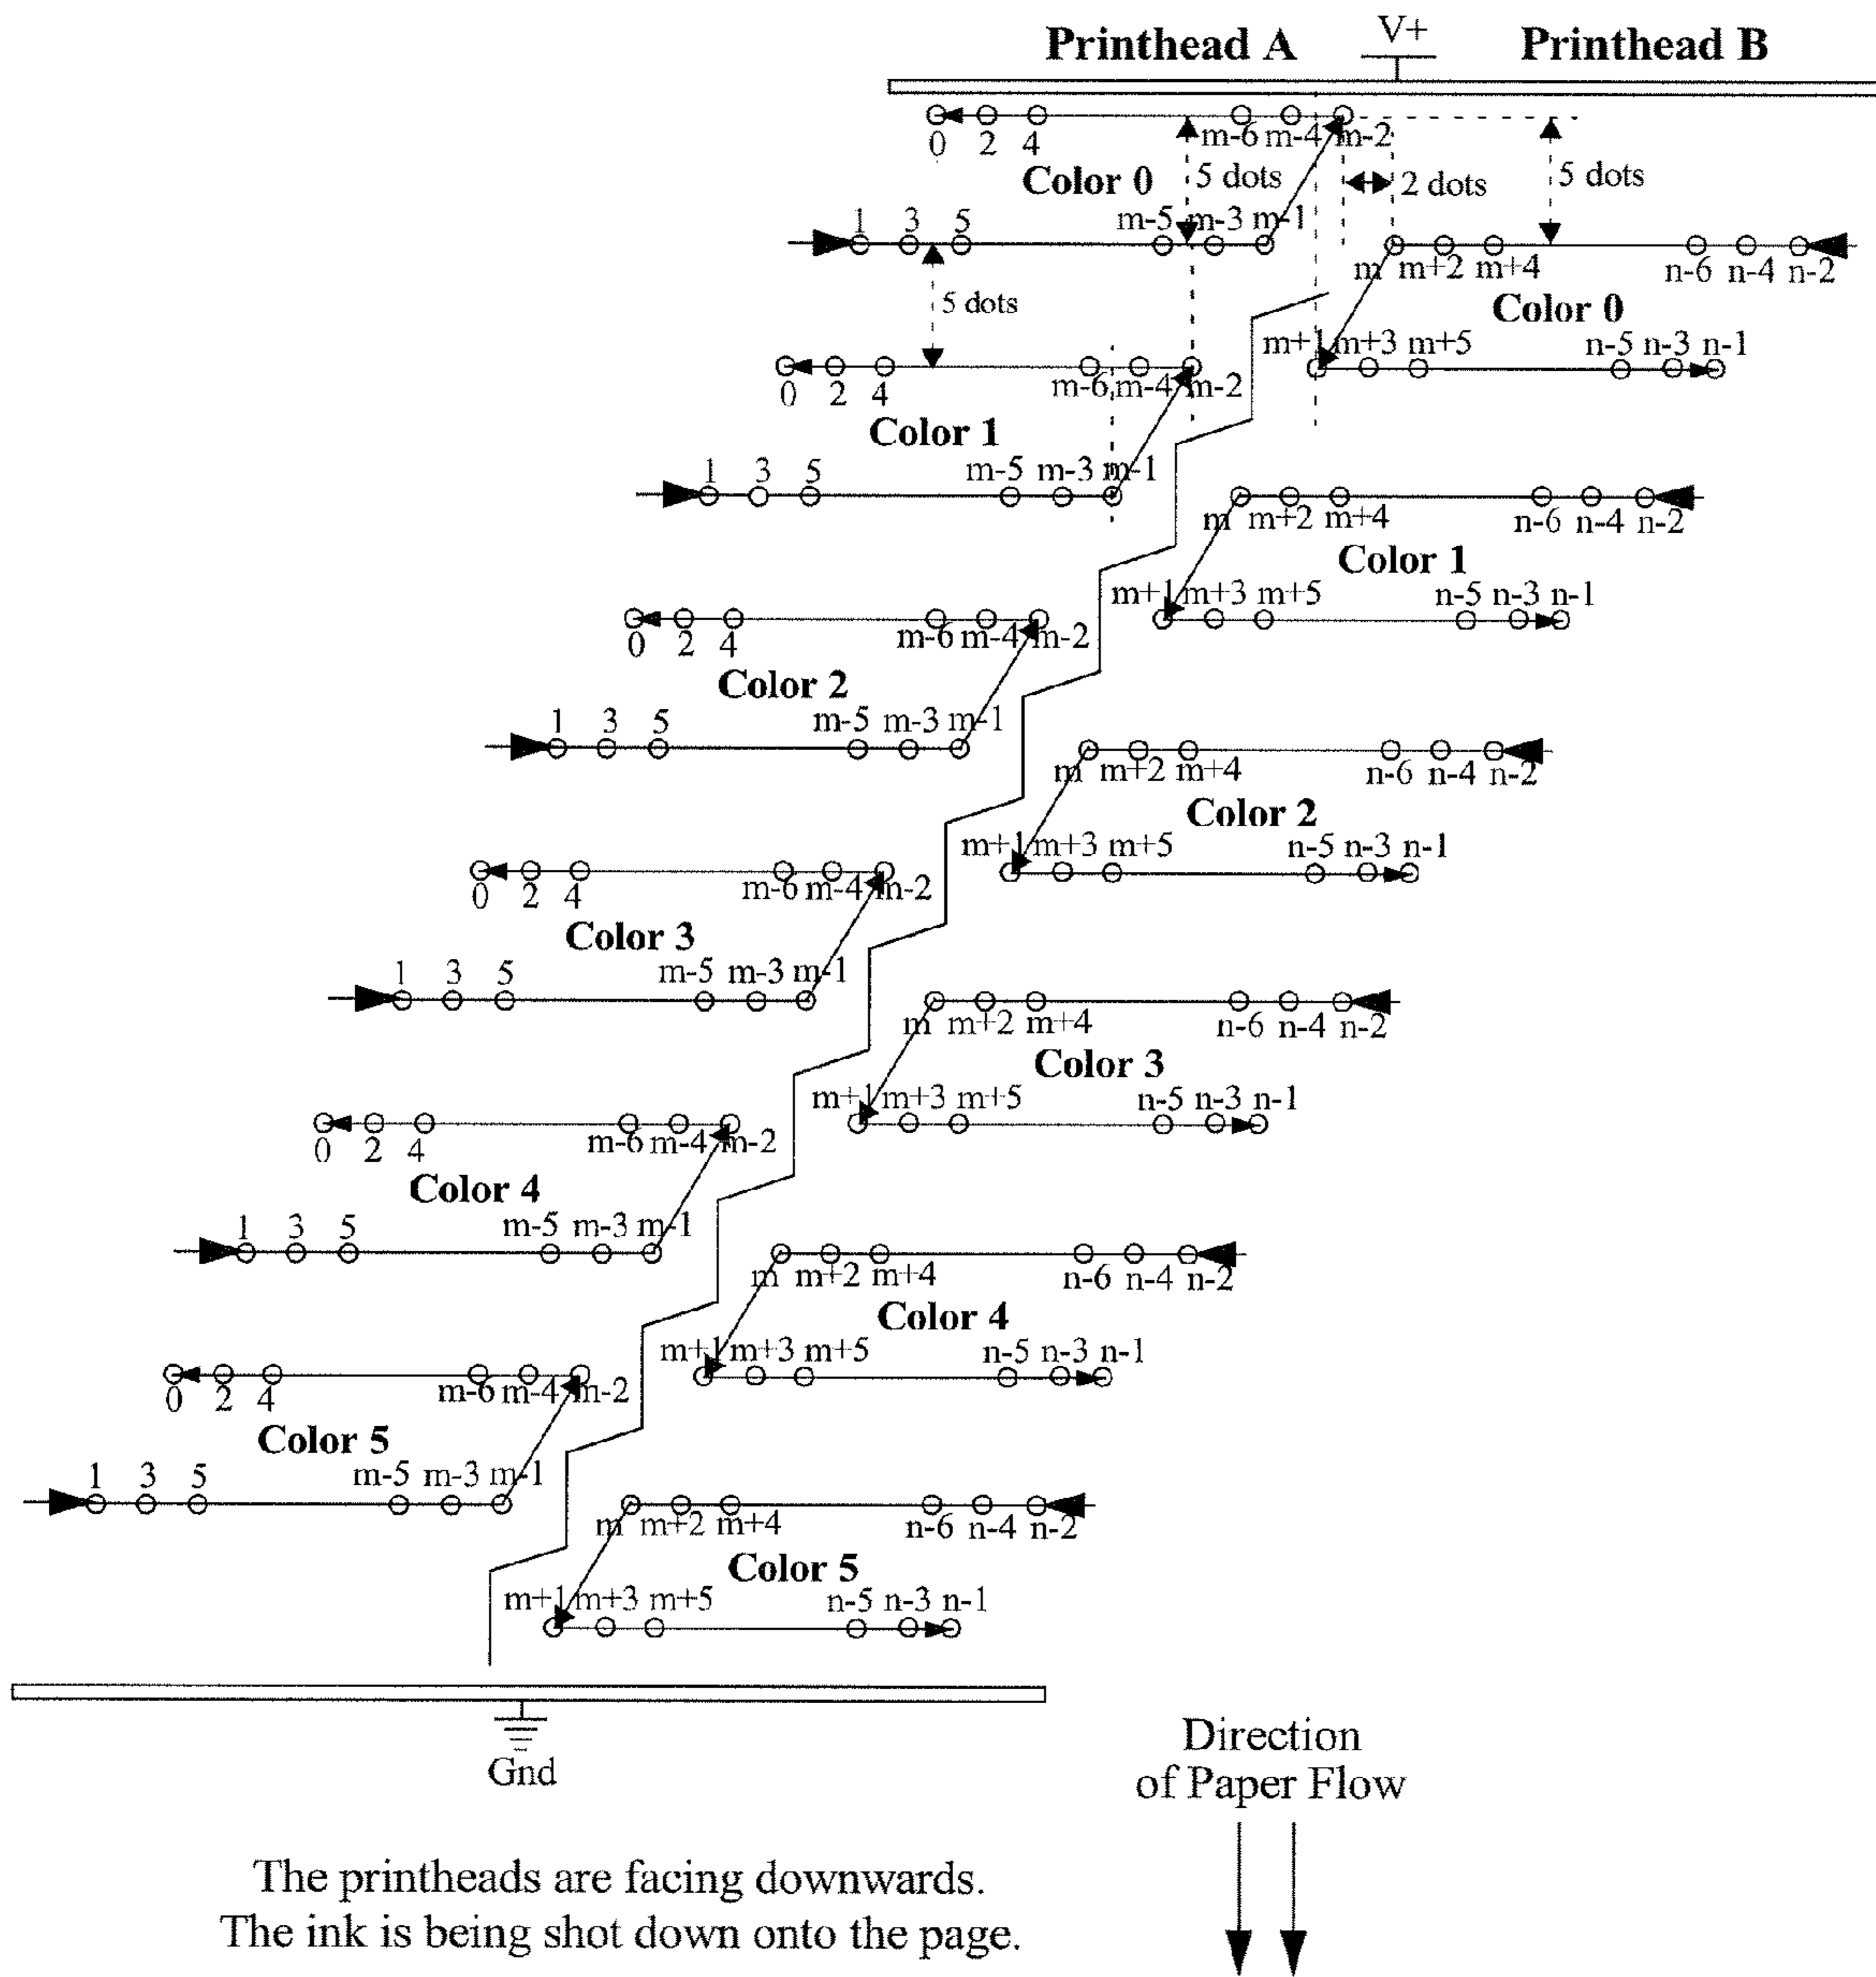 Printhead A V+ Printhead B
0 2 4 m-6 m-4 m-2
Color 0 5 dots 2 dots 5 dots
1 3 5 m-5 m-3 m-1
m m+2 m+4 n-6 n-4 n-2
5 dots Color 0
m+1 m+3 m+5 n-5 n-3 n-1
0 2 4 m-6 m-4 m-2
Color 1
1 3 5 m-5 m-3 m-1
m m+2 m+4 n-6 n-4 n-2
Color 1
m+1 m+3 m+5 n-5 n-3 n-1
0 2 4 m-6 m-4 m-2
Color 2
1 3 5 m-5 m-3 m-1
m m+2 m+4 n-6 n-4 n-2
Color 2
m+1 m+3 m+5 n-5 n-3 n-1
0 2 4 m-6 m-4 m-2
Color 3
1 3 5 m-5 m-3 m-1
m m+2 m+4 n-6 n-4 n-2
Color 3
m+1 m+3 m+5 n-5 n-3 n-1
0 2 4 m-6 m-4 m-2
Color 4
1 3 5 m-5 m-3 m-1
m m+2 m+4 n-6 n-4 n-2
Color 4
m+1 m+3 m+5 n-5 n-3 n-1
0 2 4 m-6 m-4 m-2
Color 5
1 3 5 m-5 m-3 m-1
m m+2 m+4 n-6 n-4 n-2
Color 5
m+1 m+3 m+5 n-5 n-3 n-1
Gnd
Direction
of Paper Flow
The printheads are facing downwards.
The ink is being shot down onto the page.